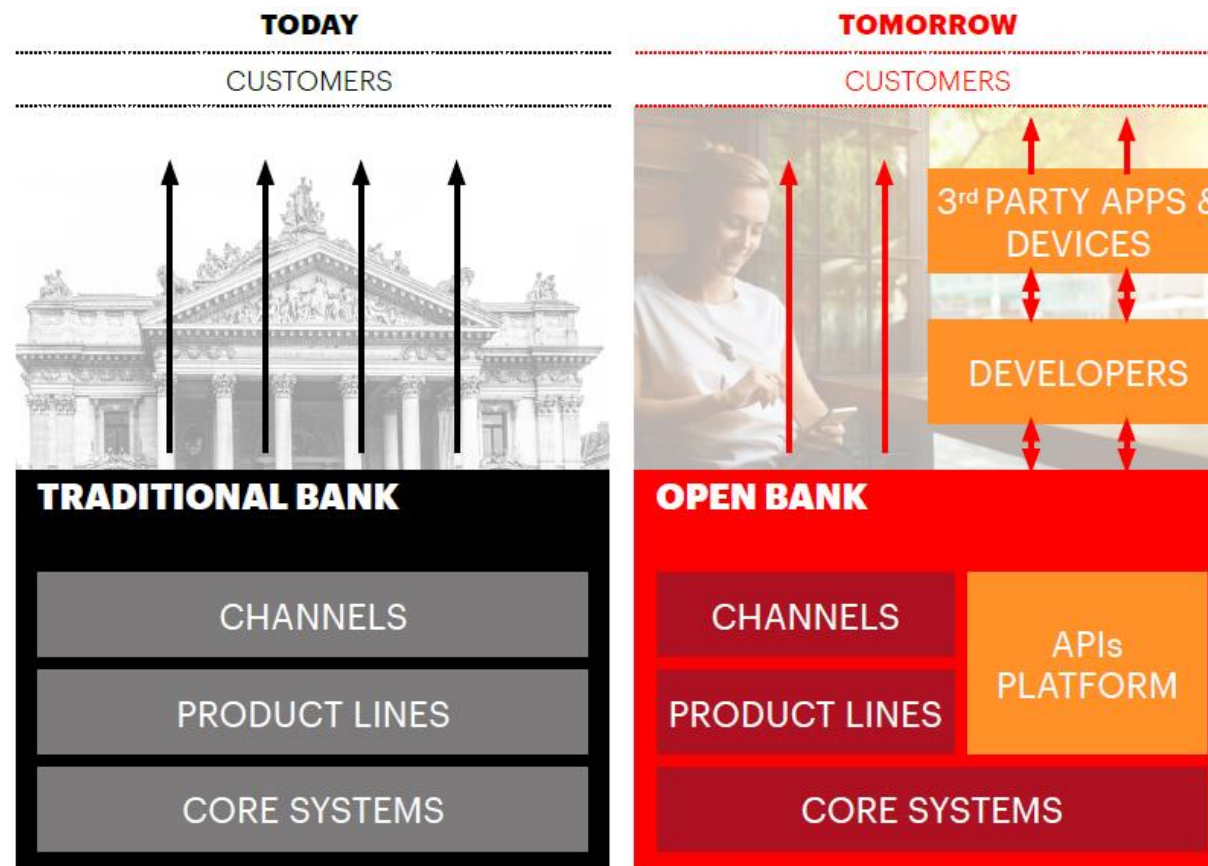 TODAY
CUSTOMERS
TRADITIONAL BANK
CHANNELS
PRODUCT LINES
CORE SYSTEMS
TOMORROW
CUSTOMERS
3rd PARTY APPS &
DEVICES
DEVELOPERS
OPEN BANK
CHANNELS
PRODUCT LINES
APIs
PLATFORM
CORE SYSTEMS